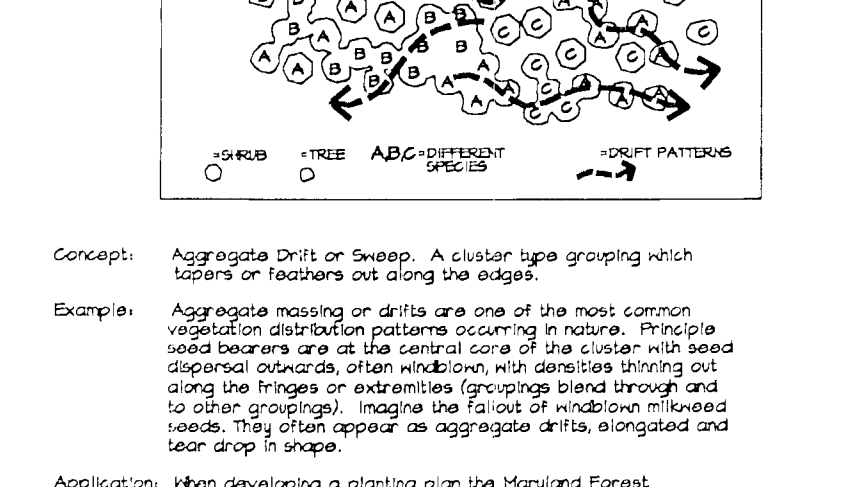 B A A B B
B A B C C C A A A C
A A B B B B B A C C C A
B A A A C C A A A
A C C
=SHRUB =TREE A,B,C=DIFFERENT =DRIFT PATTERNS
SPECIES
Concept: Aggregate Drift or Sweep. A cluster type grouping which
tapers or feathers out along the edges.
Example: Aggregate massing or drifts are one of the most common
vegetation distribution patterns occurring in nature. Principle
seed bearers are at the central core of the cluster with seed
dispersal outwards, often windblown, with densities thinning out
along the fringes or extremities (groupings blend through and
to other groupings). Imagine the fallout of windblown milkweed
seeds. They often appear as aggregate drifts, elongated and
tear drop in shape.
Application: When developing a planting plan the Maryland Forest